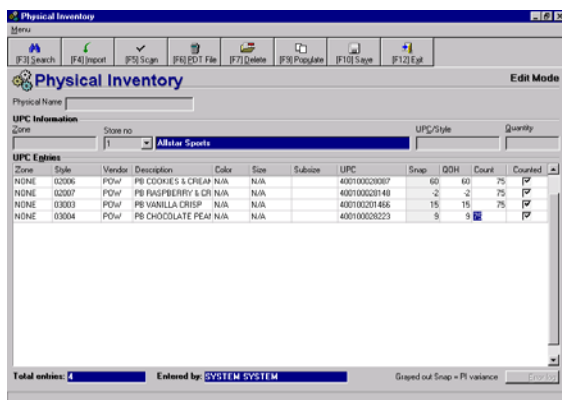 Physical Inventory
Menu
[F3] Search [F4] Import [F5] Scan [F6] PDT File [F7] Delete [F9] Populate [F10] Save [F12] Exit
Physical Inventory Edit Mode
Physical Name
UPC Information
Zone Store no UPC/Style Quantity
1 Allstar Sports
UPC Entries
Zone Style Vendor Description Color Size Subsize UPC Snap QOH Count Counted
NONE 02006 POW PB COOKIES & CREAM N/A N/A 400100028087 60 60 75
NONE 02007 POW PB RASPBERRY & CR N/A N/A 400100028148 -2 -2 75
NONE 03003 POW PB VANILLA CRISP N/A N/A 400100201466 15 15 75
NONE 03004 POW PB CHOCOLATE PEAI N/A N/A 400100028223 9 9
Total entries: 4 Entered by: SYSTEM SYSTEM Grayed out Snap = PI variance